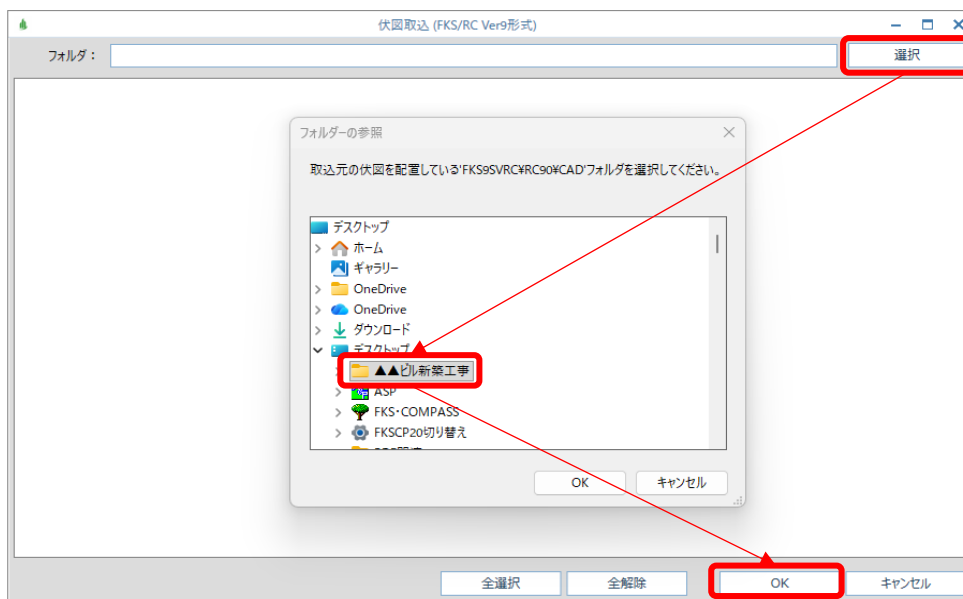 伏図取込 (FKS/RC Ver9形式)
フォルダ：
選択
フォルダーの参照
取込元の伏図を配置している'FKS9SVRC¥RC90¥CAD'フォルダを選択してください。
デスクトップ
ホーム
ギャラリー
OneDrive
OneDrive
ダウンロード
デスクトップ
▲▲ビル新築工事
ASP
FKS・COMPASS
FKSCP20切り替え
OK
キャンセル
全選択
全解除
OK
キャンセル